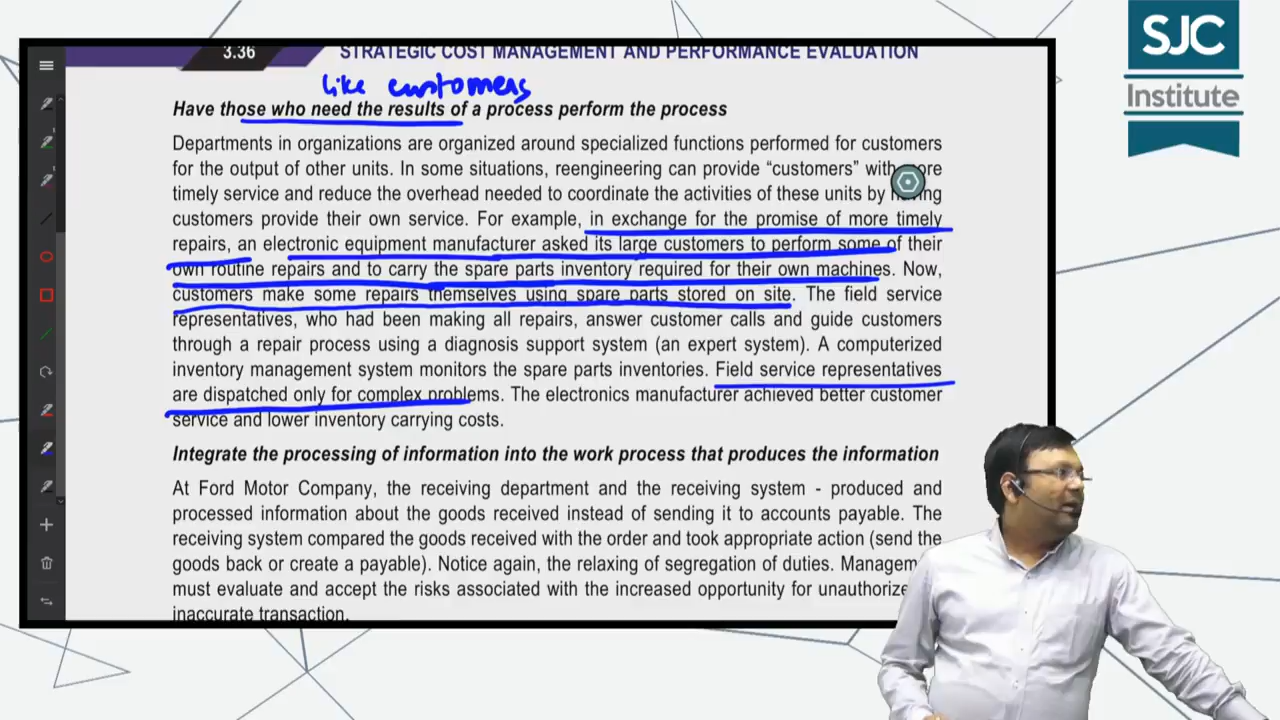 3.36 STRATEGIC COST MANAGEMENT AND PERFORMANCE EVALUATION
SJC
Institute
like customers
Have those who need the results of a process perform the process
Departments in organizations are organized around specialized functions performed for customers
for the output of other units. In some situations, reengineering can provide “customers” with
timely service and reduce the overhead needed to coordinate the activities of these units by
customers provide their own service. For example, in exchange for the promise of more timely
repairs, an electronic equipment manufacturer asked its large customers to perform some of their
own routine repairs and to carry the spare parts inventory required for their own machines. Now,
customers make some repairs themselves using spare parts stored on site. The field service
representatives, who had been making all repairs, answer customer calls and guide customers
through a repair process using a diagnosis support system (an expert system). A computerized
inventory management system monitors the spare parts inventories. Field service representatives
are dispatched only for complex problems. The electronics manufacturer achieved better customer
service and lower inventory carrying costs.
Integrate the processing of information into the work process that produces the information
At Ford Motor Company, the receiving department and the receiving system - produced and
processed information about the goods received instead of sending it to accounts payable. The
receiving system compared the goods received with the order and took appropriate action (send the
goods back or create a payable). Notice again, the relaxing of segregation of duties.
must evaluate and accept the risks associated with the increased opportunity for
inaccurate transaction.